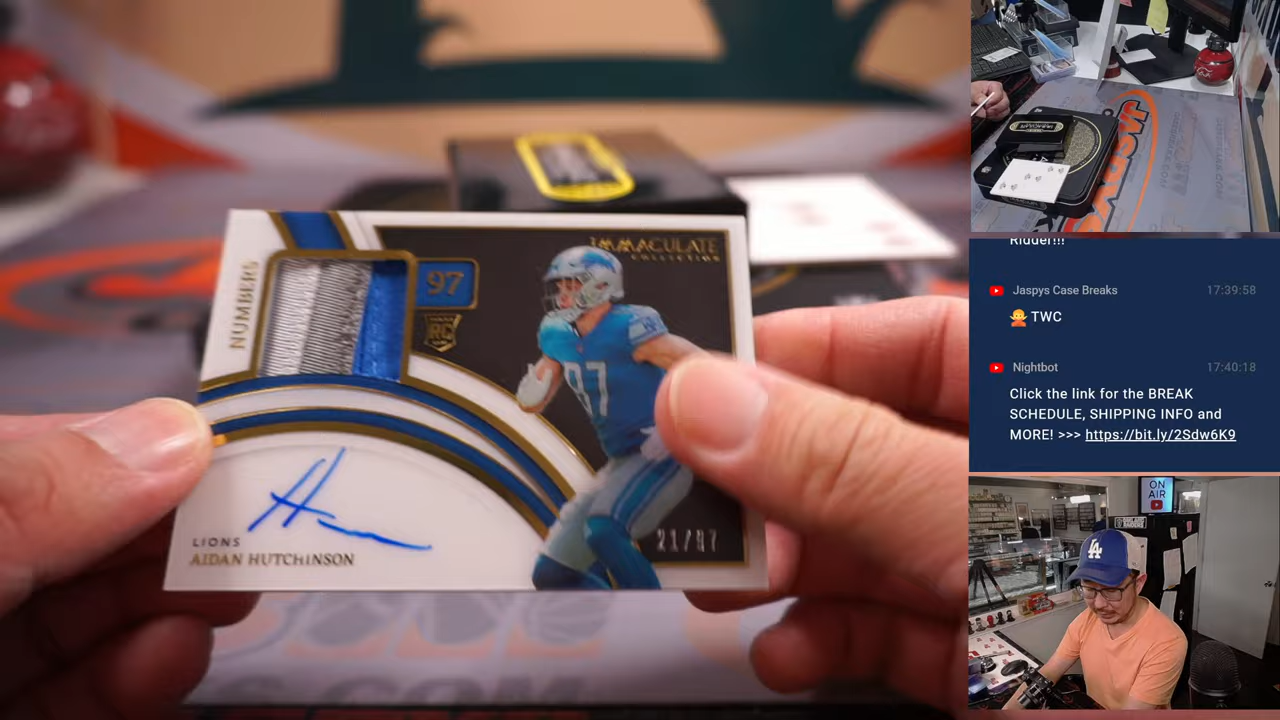 IMMACULATE
COLLECTION
NUMBERS
97
RC
97
LIONS
AIDAN HUTCHINSON
21/97
Ridder!!!
Jaspys Case Breaks 17:39:58
🙅 TWC
Nightbot 17:40:18
Click the link for the BREAK
SCHEDULE, SHIPPING INFO and
MORE! >>> https://bit.ly/2Sdw6K9
ON
AIR
LA